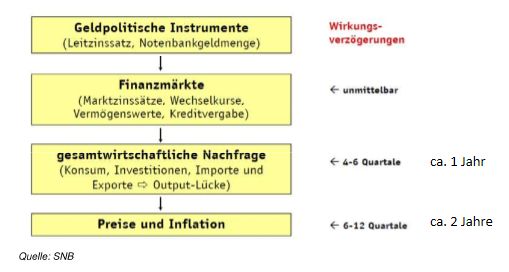 Geldpolitische Instrumente
(Leitzinssatz, Notenbankgeldmenge)
Wirkungs-
verzögerungen
Finanzmärkte
(Marktzinssätze, Wechselkurse,
Vermögenswerte, Kreditvergabe)
← unmittelbar
gesamtwirtschaftliche Nachfrage
(Konsum, Investitionen, Importe und
Exporte ⇨ Output-Lücke)
← 4-6 Quartale
ca. 1 Jahr
Preise und Inflation
← 6-12 Quartale
ca. 2 Jahre
Quelle: SNB